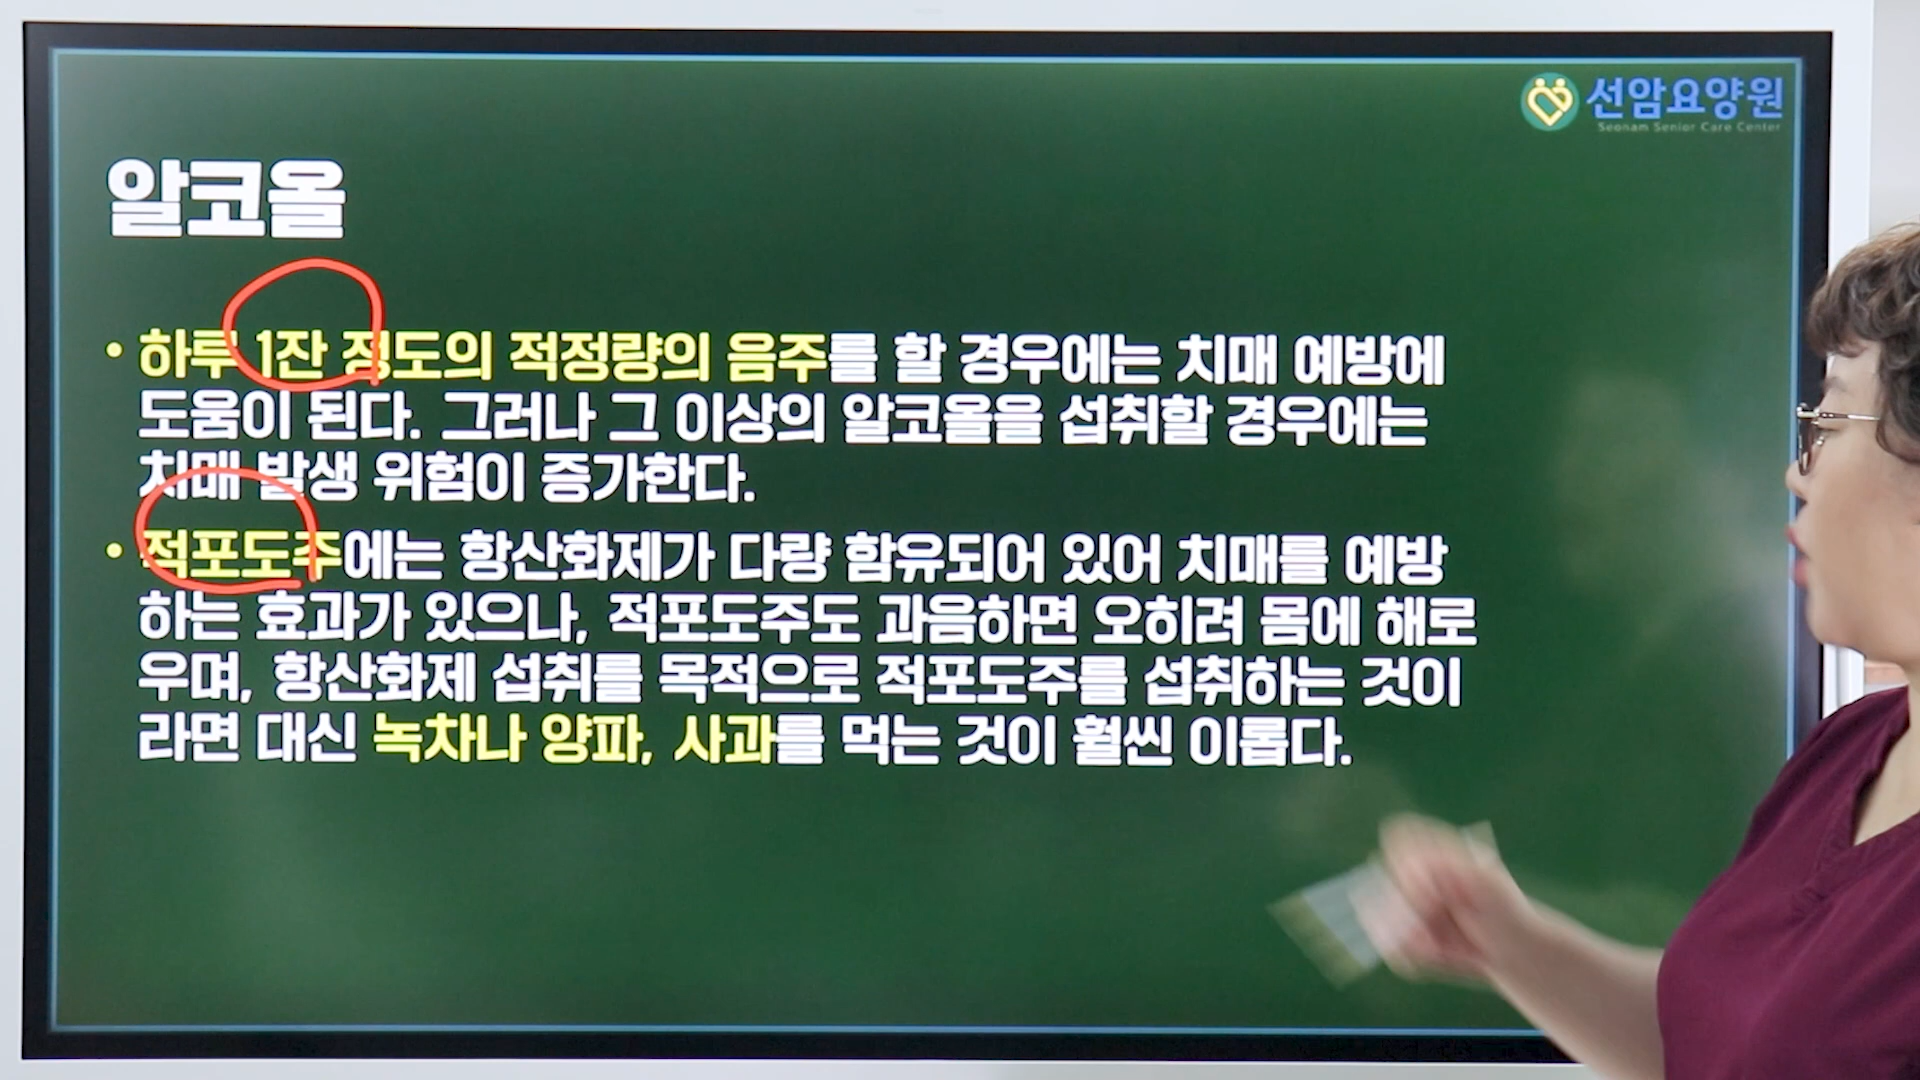 선암요양원
Seonam Senior Care Center
알코올
• 하루 1잔 정도의 적정량의 음주를 할 경우에는 치매 예방에
도움이 된다. 그러나 그 이상의 알코올을 섭취할 경우에는
치매 발생 위험이 증가한다.
• 적포도주에는 항산화제가 다량 함유되어 있어 치매를 예방
하는 효과가 있으나, 적포도주도 과음하면 오히려 몸에 해로
우며, 항산화제 섭취를 목적으로 적포도주를 섭취하는 것이
라면 대신 녹차나 양파, 사과를 먹는 것이 훨씬 이롭다.